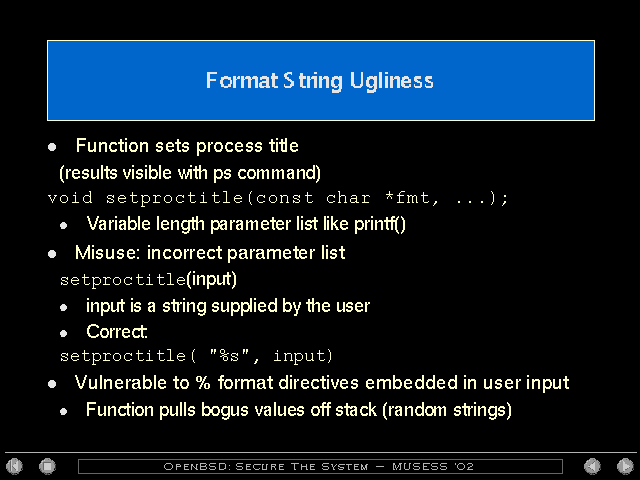 Format String Ugliness
Function sets process title
(results visible with ps command)
void setproctitle(const char *fmt, ...);
Variable length parameter list like printf()
Misuse: incorrect parameter list
setproctitle(input)
input is a string supplied by the user
Correct:
setproctitle( "%s", input)
Vulnerable to % format directives embedded in user input
Function pulls bogus values off stack (random strings)
OpenBSD: Secure The System – MUSESS '02